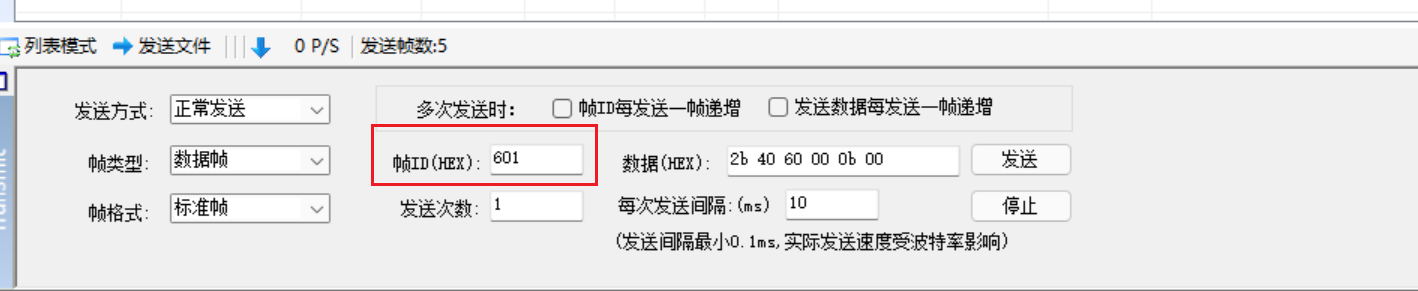 列表模式 发送文件 0 P/S 发送帧数:5
发送方式: 正常发送 多次发送时: 帧ID每发送一帧递增 发送数据每发送一帧递增
帧类型: 数据帧 帧ID(HEX): 601 数据(HEX): 2b 40 60 00 0b 00 发送
帧格式: 标准帧 发送次数: 1 每次发送间隔:(ms) 10 停止
(发送间隔最小0.1ms,实际发送速度受波特率影响)